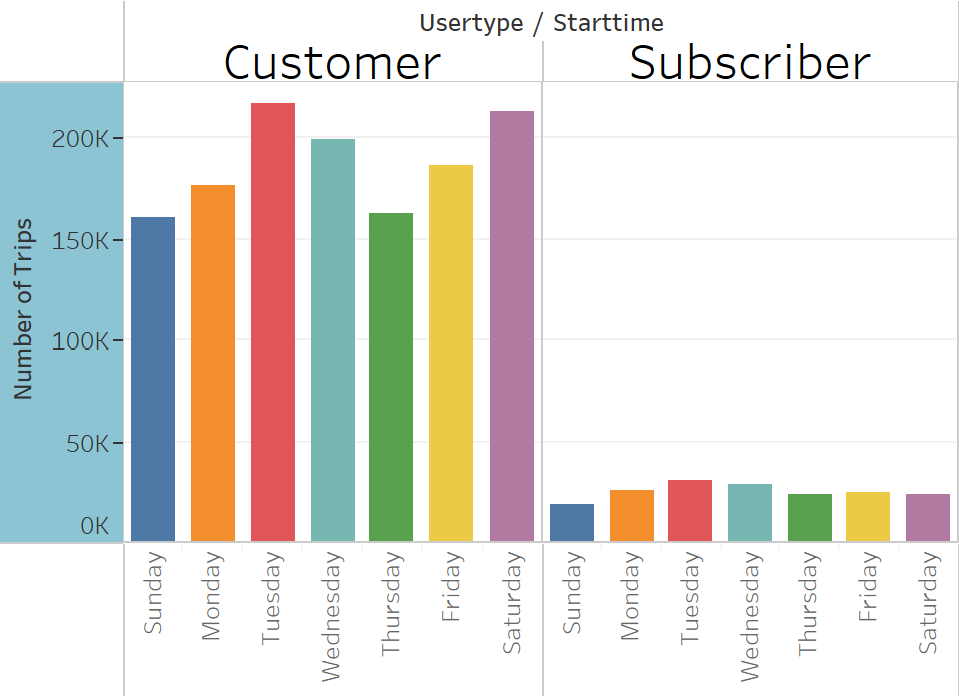 Usertype / Starttime
Customer
Subscriber
Number of Trips
200K
150K
100K
50K
0K
Sunday
Monday
Tuesday
Wednesday
Thursday
Friday
Saturday
Sunday
Monday
Tuesday
Wednesday
Thursday
Friday
Saturday